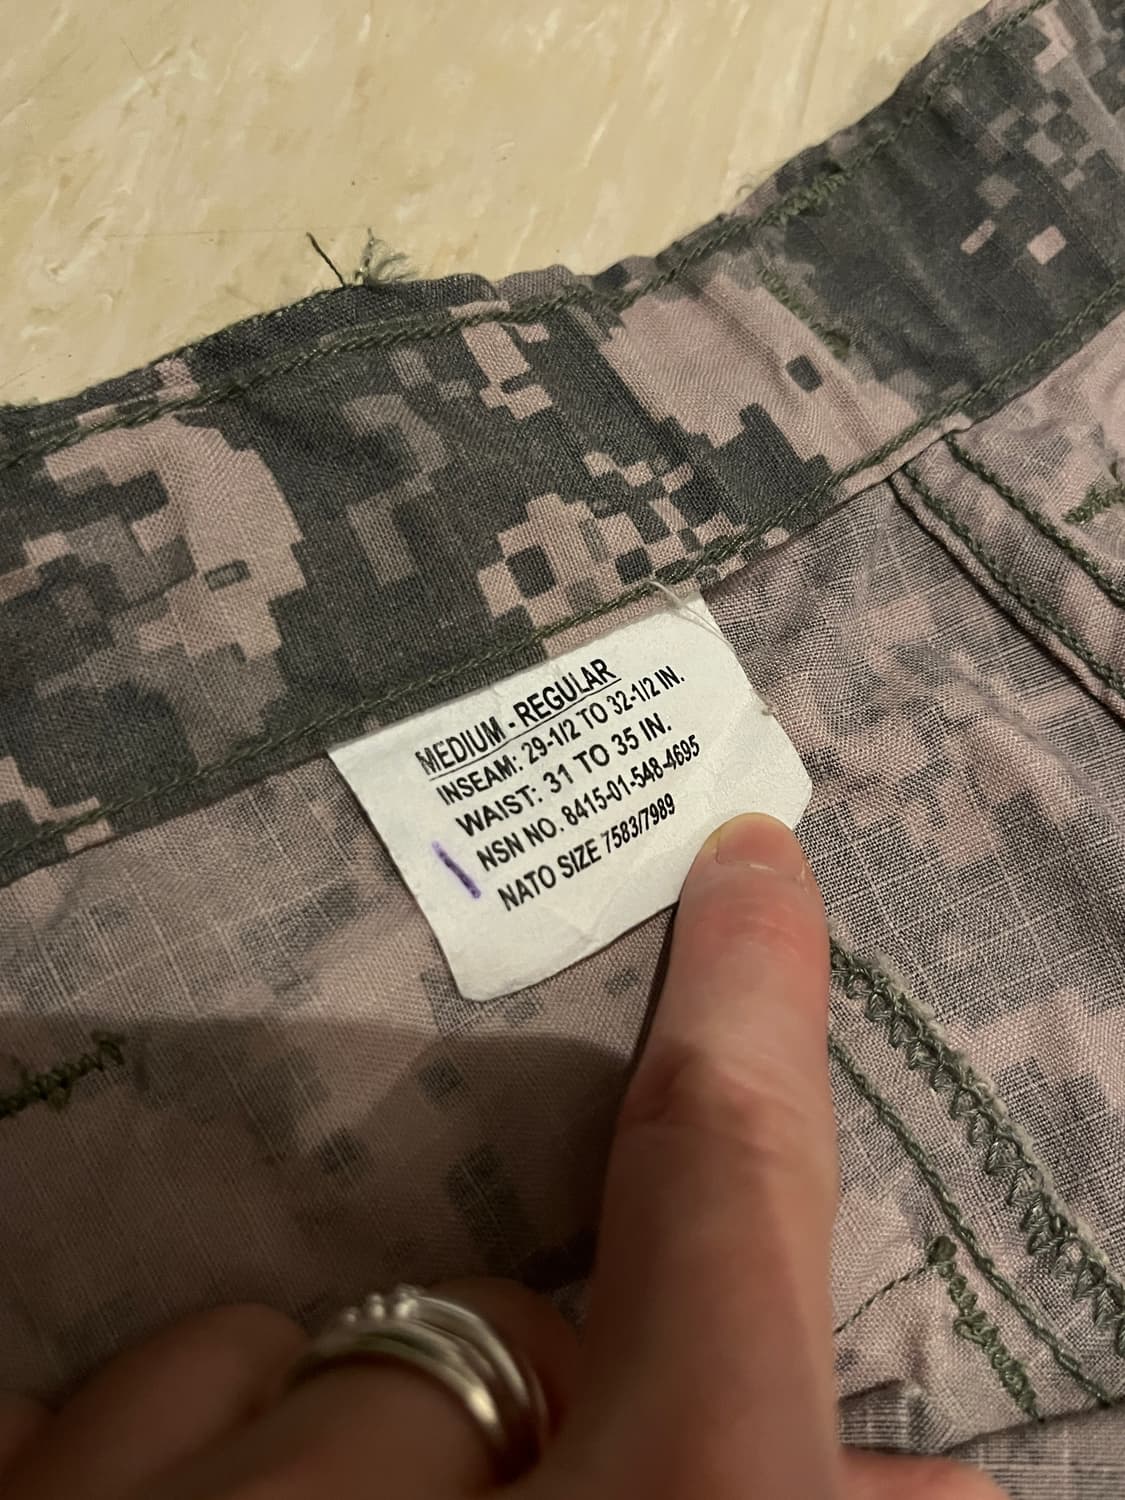 MEDIUM - REGULAR
INSEAM: 29-1/2 TO 32-1/2 IN.
WAIST: 31 TO 35 IN.
NSN NO. 8415-01-548-4695
NATO SIZE 7583/7989